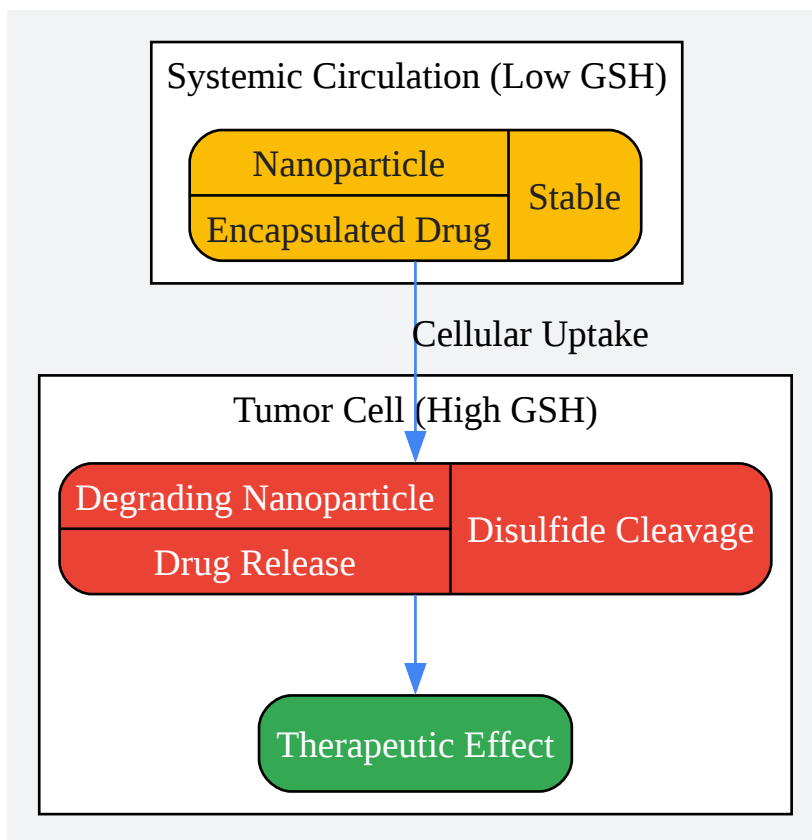 Systemic Circulation (Low GSH)
Nanoparticle
Encapsulated Drug
Stable
Cellular Uptake
Tumor Cell (High GSH)
Degrading Nanoparticle
Drug Release
Disulfide Cleavage
Therapeutic Effect